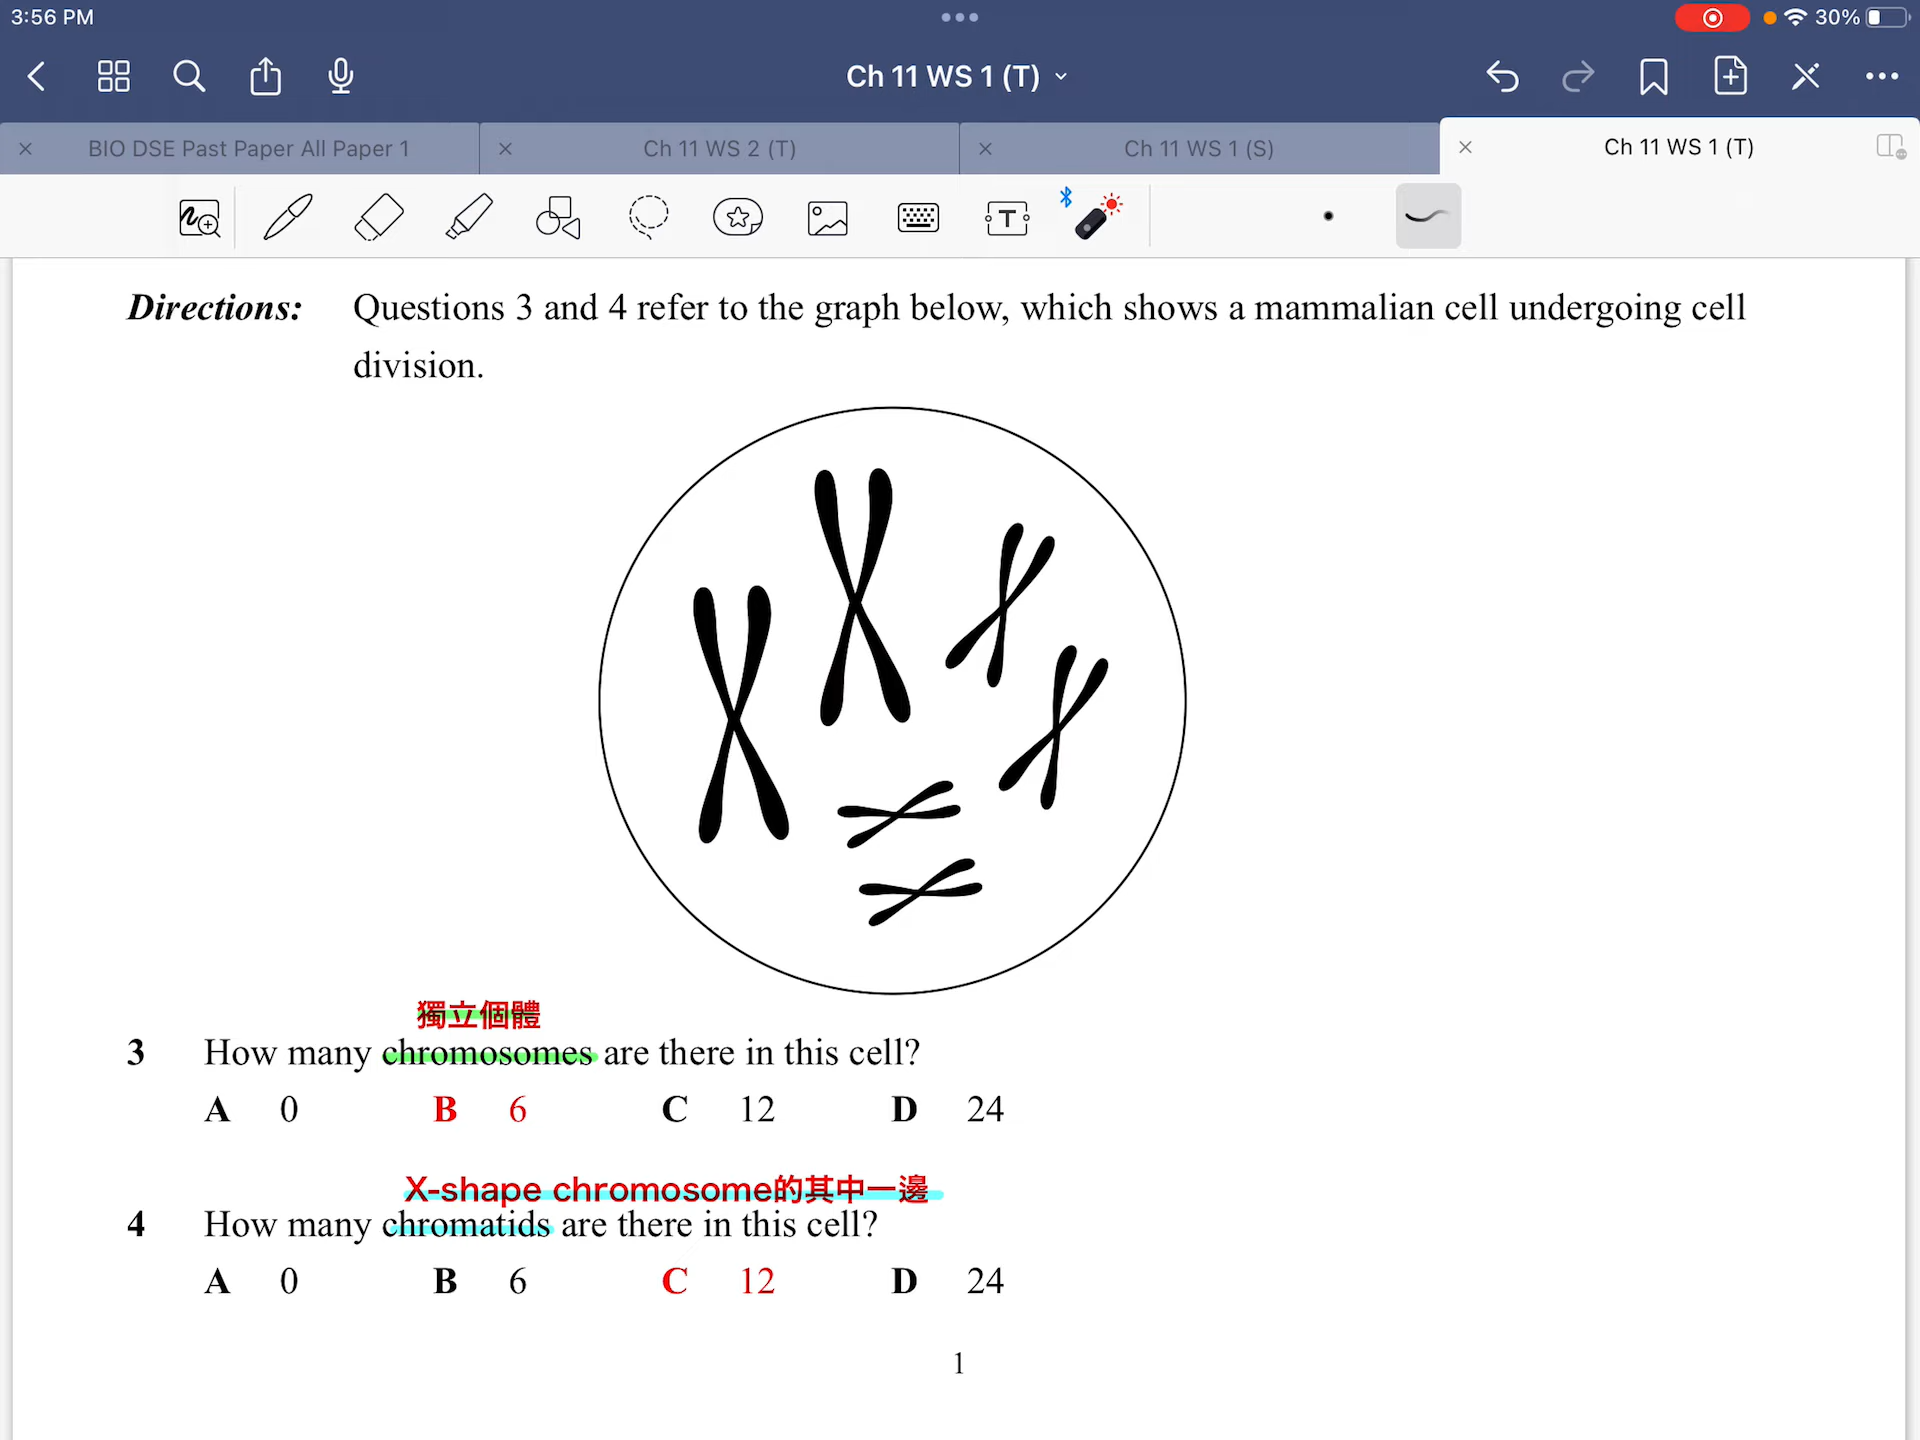 3:56 PM
30%
Ch 11 WS 1 (T)
BIO DSE Past Paper All Paper 1
Ch 11 WS 2 (T)
Ch 11 WS 1 (S)
Ch 11 WS 1 (T)
T
Directions: Questions 3 and 4 refer to the graph below, which shows a mammalian cell undergoing cell
division.
獨立個體
3 How many chromosomes are there in this cell?
A 0 B 6 C 12 D 24
X-shape chromosome的其中一邊
4 How many chromatids are there in this cell?
A 0 B 6 C 12 D 24
1